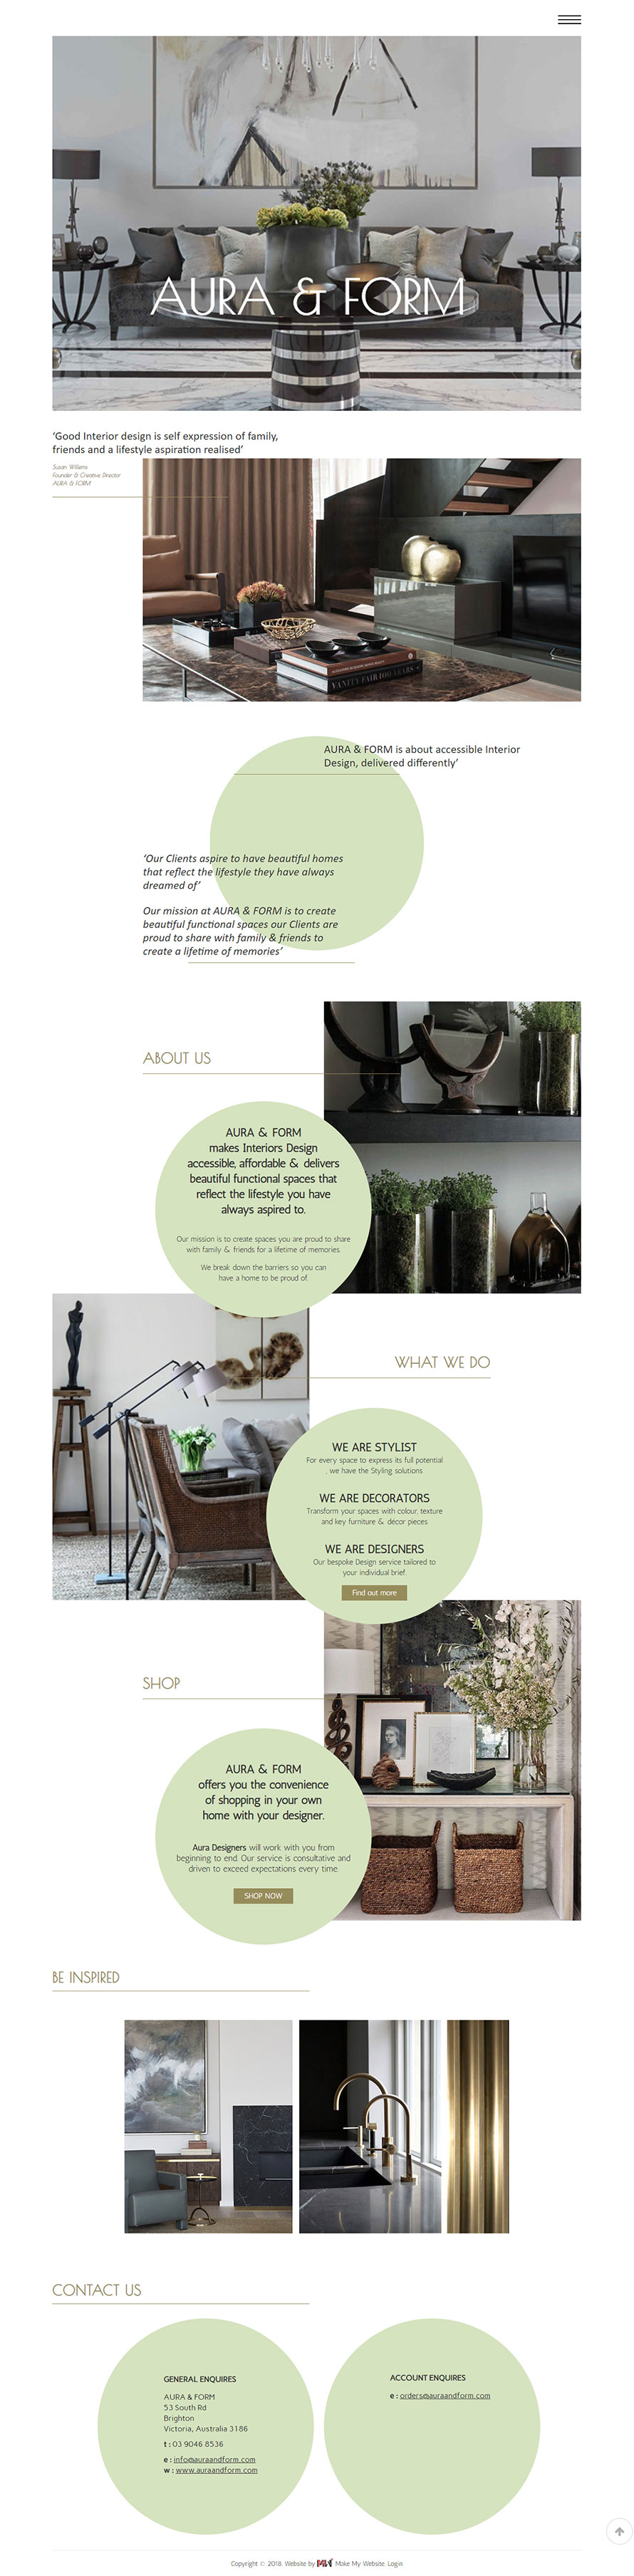 AURA & FORM
‘Good Interior design is self expression of family,
friends and a lifestyle aspiration realised’
Susan Willems
Founder & Creative Director
AURA & FORM
VANITY FAIR 100 YEARS
AURA & FORM is about accessible Interior
Design, delivered differently’
‘Our Clients aspire to have beautiful homes
that reflect the lifestyle they have always
dreamed of’
Our mission at AURA & FORM is to create
beautiful functional spaces our Clients are
proud to share with family & friends to
create a lifetime of memories’
ABOUT US
AURA & FORM
makes Interiors Design
accessible, affordable & delivers
beautiful functional spaces that
reflect the lifestyle you have
always aspired to.
Our mission is to create spaces you are proud to share
with family & friends for a lifetime of memories.
We break down the barriers so you can
have a home to be proud of.
WHAT WE DO
WE ARE STYLIST
For every space to express its full potential
, we have the Styling solutions
WE ARE DECORATORS
Transform your spaces with colour, texture
and key furniture & décor pieces
WE ARE DESIGNERS
Our bespoke Design service tailored to
your individual brief.
Find out more
SHOP
AURA & FORM
offers you the convenience
of shopping in your own
home with your designer.
Aura Designers will work with you from
beginning to end. Our service is consultative and
driven to exceed expectations every time.
SHOP NOW
BE INSPIRED
CONTACT US
GENERAL ENQUIRES
AURA & FORM
53 South Rd
Brighton
Victoria, Australia 3186
t : 03 9046 8536
e : info@auraandform.com
w : www.auraandform.com
ACCOUNT ENQUIRES
e : orders@auraandform.com
Copyright © 2018. Website by MMW Make My Website. Login